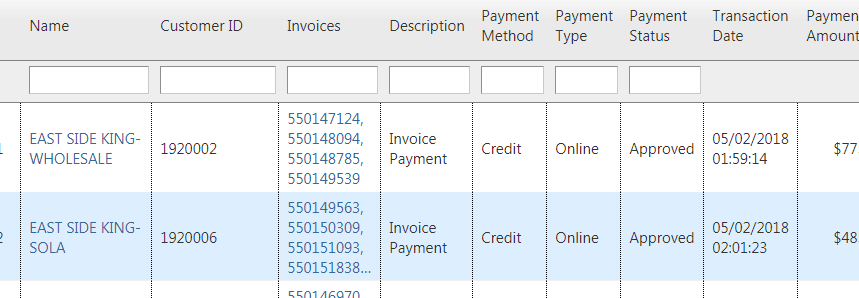 Name Customer ID Invoices Description Payment Method Payment Type Payment Status Transaction Date Paymen Amoun
1 EAST SIDE KING-WHOLESALE 1920002 550147124, 550148094, 550148785, 550149539 Invoice Payment Credit Online Approved 05/02/2018 01:59:14 $77
2 EAST SIDE KING-SOLA 1920006 550149563, 550150309, 550151093, 550151838... Invoice Payment Credit Online Approved 05/02/2018 02:01:23 $48
550146970